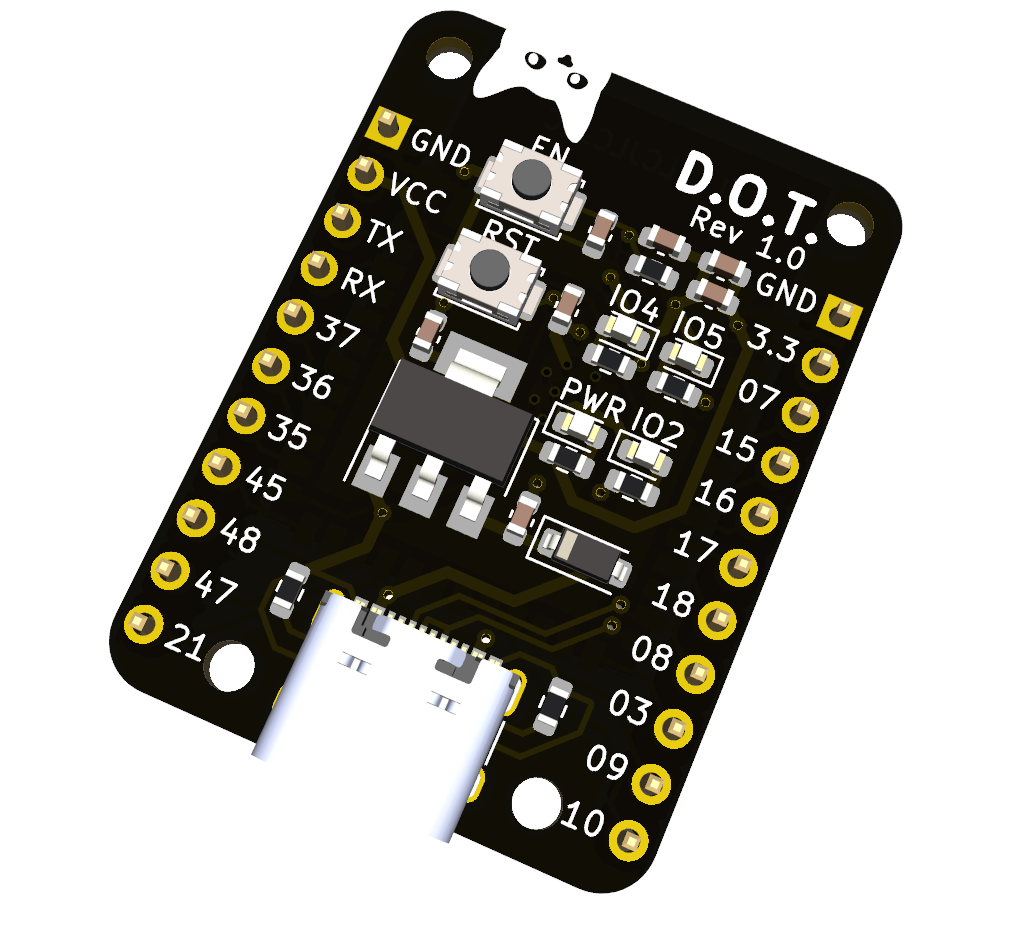 D.O.T.
Rev 1.0
EN
RST
GND
VCC
TX
RX
37
36
35
45
48
47
21
IO4
IO5
PWR
IO2
GND
3.3
07
15
16
17
18
08
03
09
10